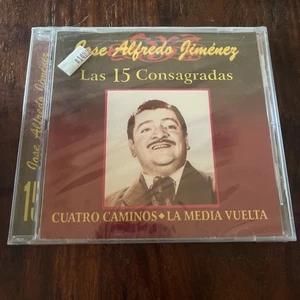 Jose Alfredo Jiménez
Las 15 Consagradas
CUATRO CAMINOS ◆ LA MEDIA VUELTA
15 Jose Alfredo Jiménez